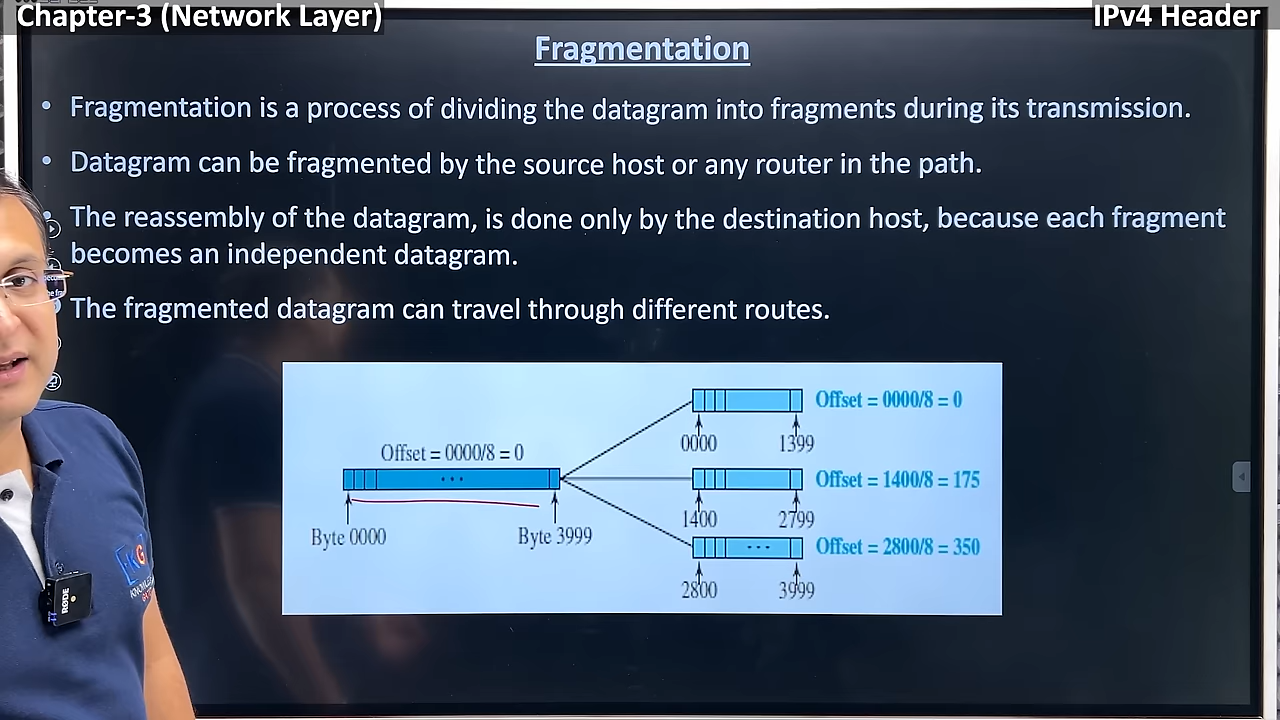 Chapter-3 (Network Layer)
IPv4 Header
Fragmentation
• Fragmentation is a process of dividing the datagram into fragments during its transmission.
• Datagram can be fragmented by the source host or any router in the path.
• The reassembly of the datagram, is done only by the destination host, because each fragment
becomes an independent datagram.
The fragmented datagram can travel through different routes.
Offset = 0000/8 = 0
Byte 0000
Byte 3999
Offset = 0000/8 = 0
0000
1399
Offset = 1400/8 = 175
1400
2799
Offset = 2800/8 = 350
2800
3999
RØDE